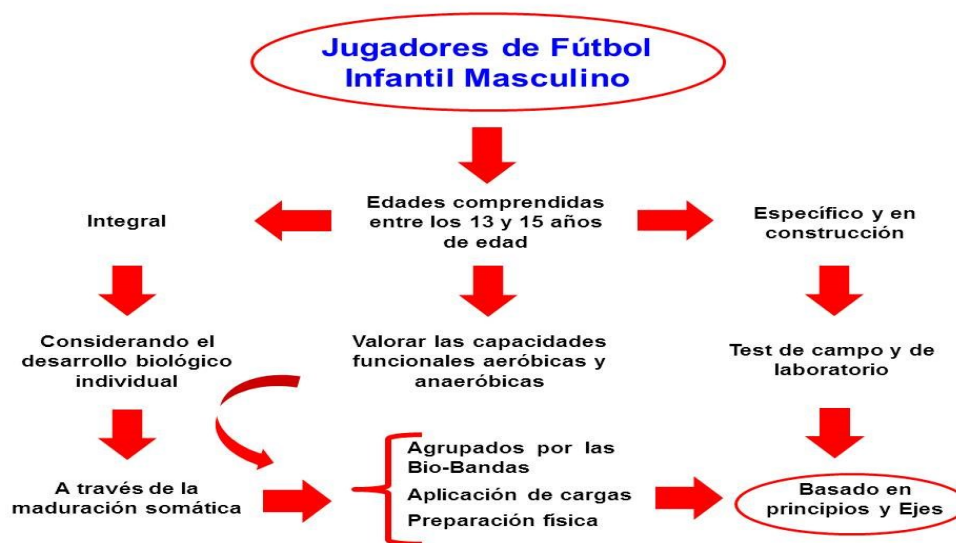 Jugadores de Fútbol
Infantil Masculino
Integral
Edades comprendidas
entre los 13 y 15 años
de edad
Específico y en
construcción
Considerando el
desarrollo biológico
individual
Valorar las capacidades
funcionales aeróbicas y
anaeróbicas
Test de campo y de
laboratorio
A través de la
maduración somática
Agrupados por las
Bio-Bandas
Aplicación de cargas
Preparación física
Basado en
principios y Ejes